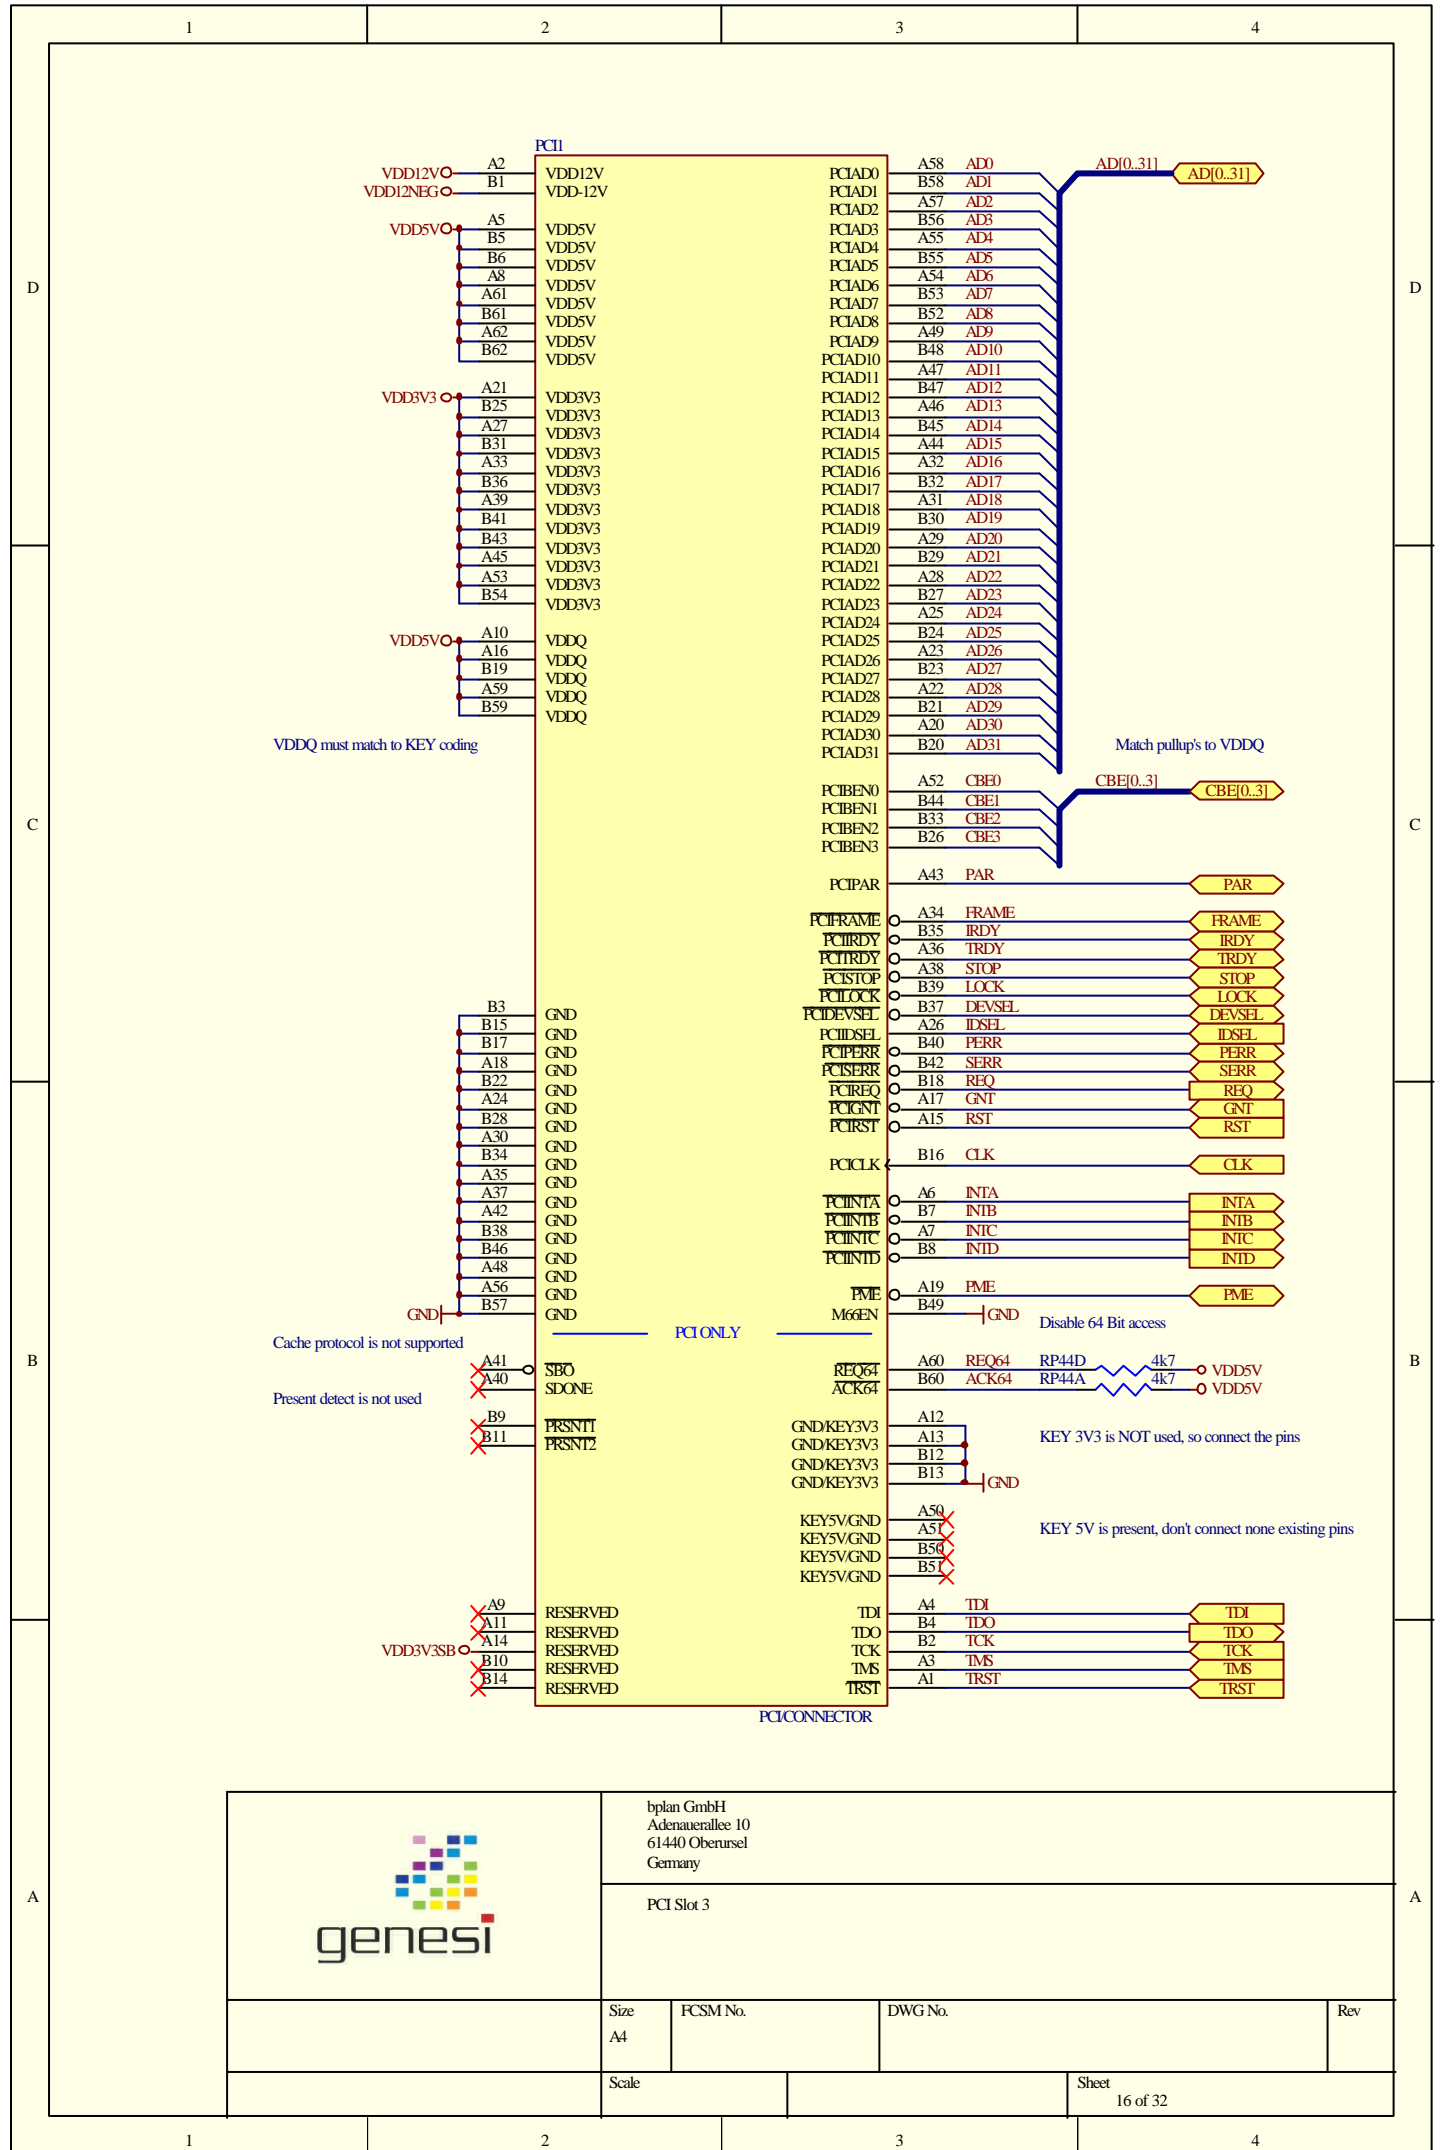 1 2 3 4
PCI1
VDD12V A2 VDD12V PCIAD0 A58 AD0 AD[0..31] AD[0..31]
VDD12NEG B1 VDD-12V PCIAD1 B58 AD1
PCIAD2 A57 AD2
VDD5V A5 VDD5V PCIAD3 B56 AD3
B5 VDD5V PCIAD4 A55 AD4
B6 VDD5V PCIAD5 B55 AD5
A8 VDD5V PCIAD6 A54 AD6
D A61 VDD5V PCIAD7 B53 AD7 D
B61 VDD5V PCIAD8 B52 AD8
A62 VDD5V PCIAD9 A49 AD9
B62 VDD5V PCIAD10 B48 AD10
PCIAD11 A47 AD11
VDD3V3 A21 VDD3V3 PCIAD12 B47 AD12
B25 VDD3V3 PCIAD13 A46 AD13
A27 VDD3V3 PCIAD14 B45 AD14
B31 VDD3V3 PCIAD15 A44 AD15
A33 VDD3V3 PCIAD16 A32 AD16
B36 VDD3V3 PCIAD17 B32 AD17
A39 VDD3V3 PCIAD18 A31 AD18
B41 VDD3V3 PCIAD19 B30 AD19
B43 VDD3V3 PCIAD20 A29 AD20
A45 VDD3V3 PCIAD21 B29 AD21
A53 VDD3V3 PCIAD22 A28 AD22
B54 VDD3V3 PCIAD23 B27 AD23
PCIAD24 A25 AD24
VDD5V A10 VDDQ PCIAD25 B24 AD25
A16 VDDQ PCIAD26 A23 AD26
B19 VDDQ PCIAD27 B23 AD27
A59 VDDQ PCIAD28 A22 AD28
B59 VDDQ PCIAD29 B21 AD29
PCIAD30 A20 AD30
VDDQ must match to KEY coding PCIAD31 B20 AD31 Match pullup's to VDDQ
PCIBEN0 A52 CBE0 CBE[0..3] CBE[0..3]
PCIBEN1 B44 CBE1
C PCIBEN2 B33 CBE2 C
PCIBEN3 B26 CBE3
PCIPAR A43 PAR PAR
PCIFRAME A34 FRAME FRAME
PCIIRDY B35 IRDY IRDY
PCITRDY A36 TRDY TRDY
PCISTOP A38 STOP STOP
PCILOCK B39 LOCK LOCK
B3 GND PCIDEVSEL B37 DEVSEL DEVSEL
B15 GND PCIIDSEL A26 IDSEL IDSEL
B17 GND PCIPERR B40 PERR PERR
A18 GND PCISERR B42 SERR SERR
B22 GND PCIREQ B18 REQ REQ
A24 GND PCIGNT A17 GNT GNT
B28 GND PCIRST A15 RST RST
A30 GND
B34 GND PCICLK B16 CLK CLK
A35 GND
A37 GND PCIINTA A6 INTA INTA
A42 GND PCIINTB B7 INTB INTB
B38 GND PCIINTC A7 INTC INTC
B46 GND PCIINTD B8 INTD INTD
A48 GND
A56 GND PME A19 PME PME
GND B57 GND M66EN B49 GND
Disable 64 Bit access
PCI ONLY
Cache protocol is not supported
B A41 SBO REQ64 A60 REQ64 RP44D 4k7 VDD5V B
A40 SDONE ACK64 B60 ACK64 RP44A 4k7 VDD5V
Present detect is not used
B9 PRSNT1 GND/KEY3V3 A12
B11 PRSNT2 GND/KEY3V3 A13 KEY 3V3 is NOT used, so connect the pins
GND/KEY3V3 B12
GND/KEY3V3 B13 GND
KEY5V/GND A50
KEY5V/GND A51 KEY 5V is present, don't connect none existing pins
KEY5V/GND B50
KEY5V/GND B51
A9 RESERVED TDI A4 TDI TDI
A11 RESERVED TDO B4 TDO TDO
VDD3V3SB A14 RESERVED TCK B2 TCK TCK
B10 RESERVED TMS A3 TMS TMS
B14 RESERVED TRST A1 TRST TRST
PCI/CONNECTOR
bplan GmbH
Adenauerallee 10
61440 Oberursel
Germany
A A
PCI Slot 3
genesi
Size FCSM No. DWG No. Rev
A4
Scale Sheet
16 of 32
1 2 3 4